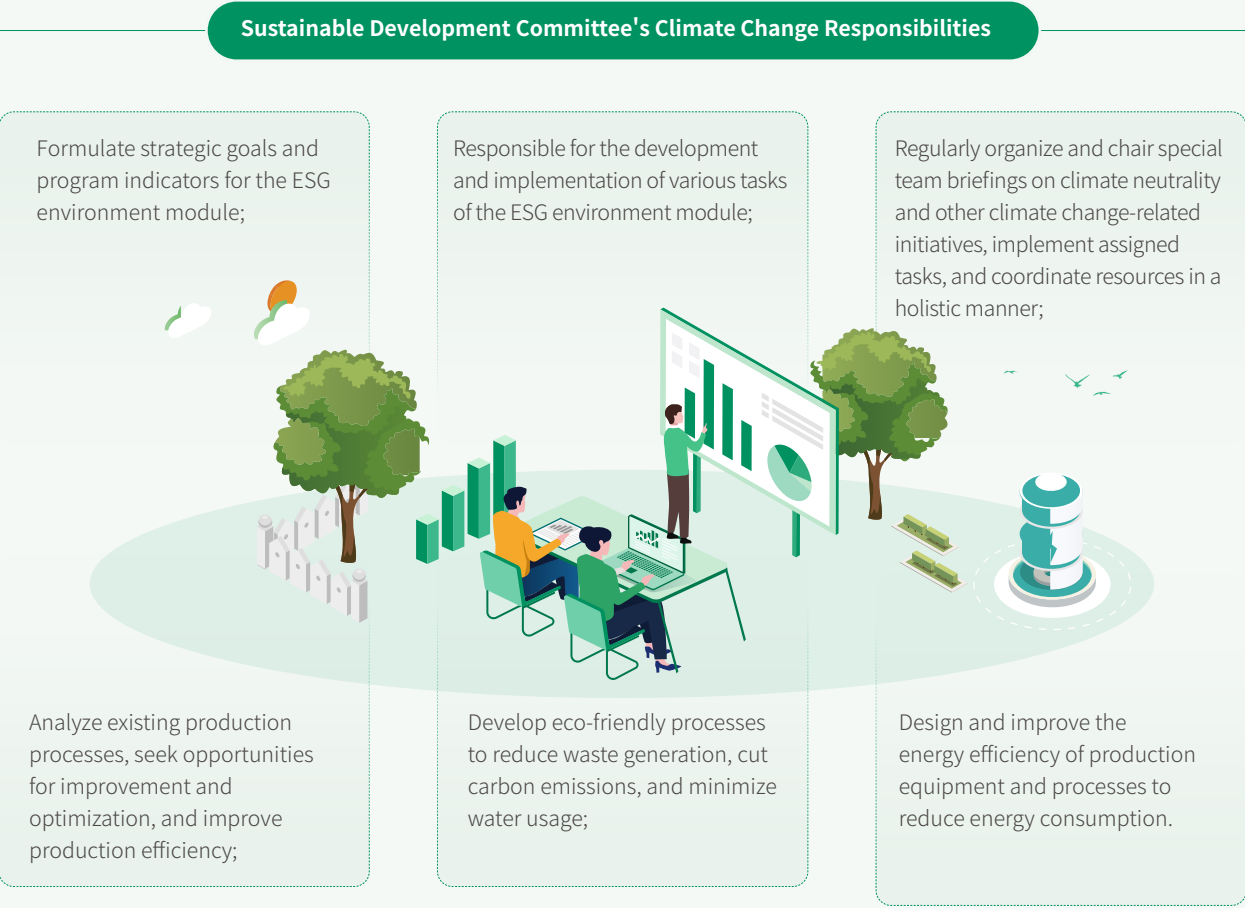 Sustainable Development Committee's Climate Change Responsibilities
Formulate strategic goals and
program indicators for the ESG
environment module;
Responsible for the development
and implementation of various tasks
of the ESG environment module;
Regularly organize and chair special
team briefings on climate neutrality
and other climate change-related
initiatives, implement assigned
tasks, and coordinate resources in a
holistic manner;
Analyze existing production
processes, seek opportunities
for improvement and
optimization, and improve
production efficiency;
Develop eco-friendly processes
to reduce waste generation, cut
carbon emissions, and minimize
water usage;
Design and improve the
energy efficiency of production
equipment and processes to
reduce energy consumption.